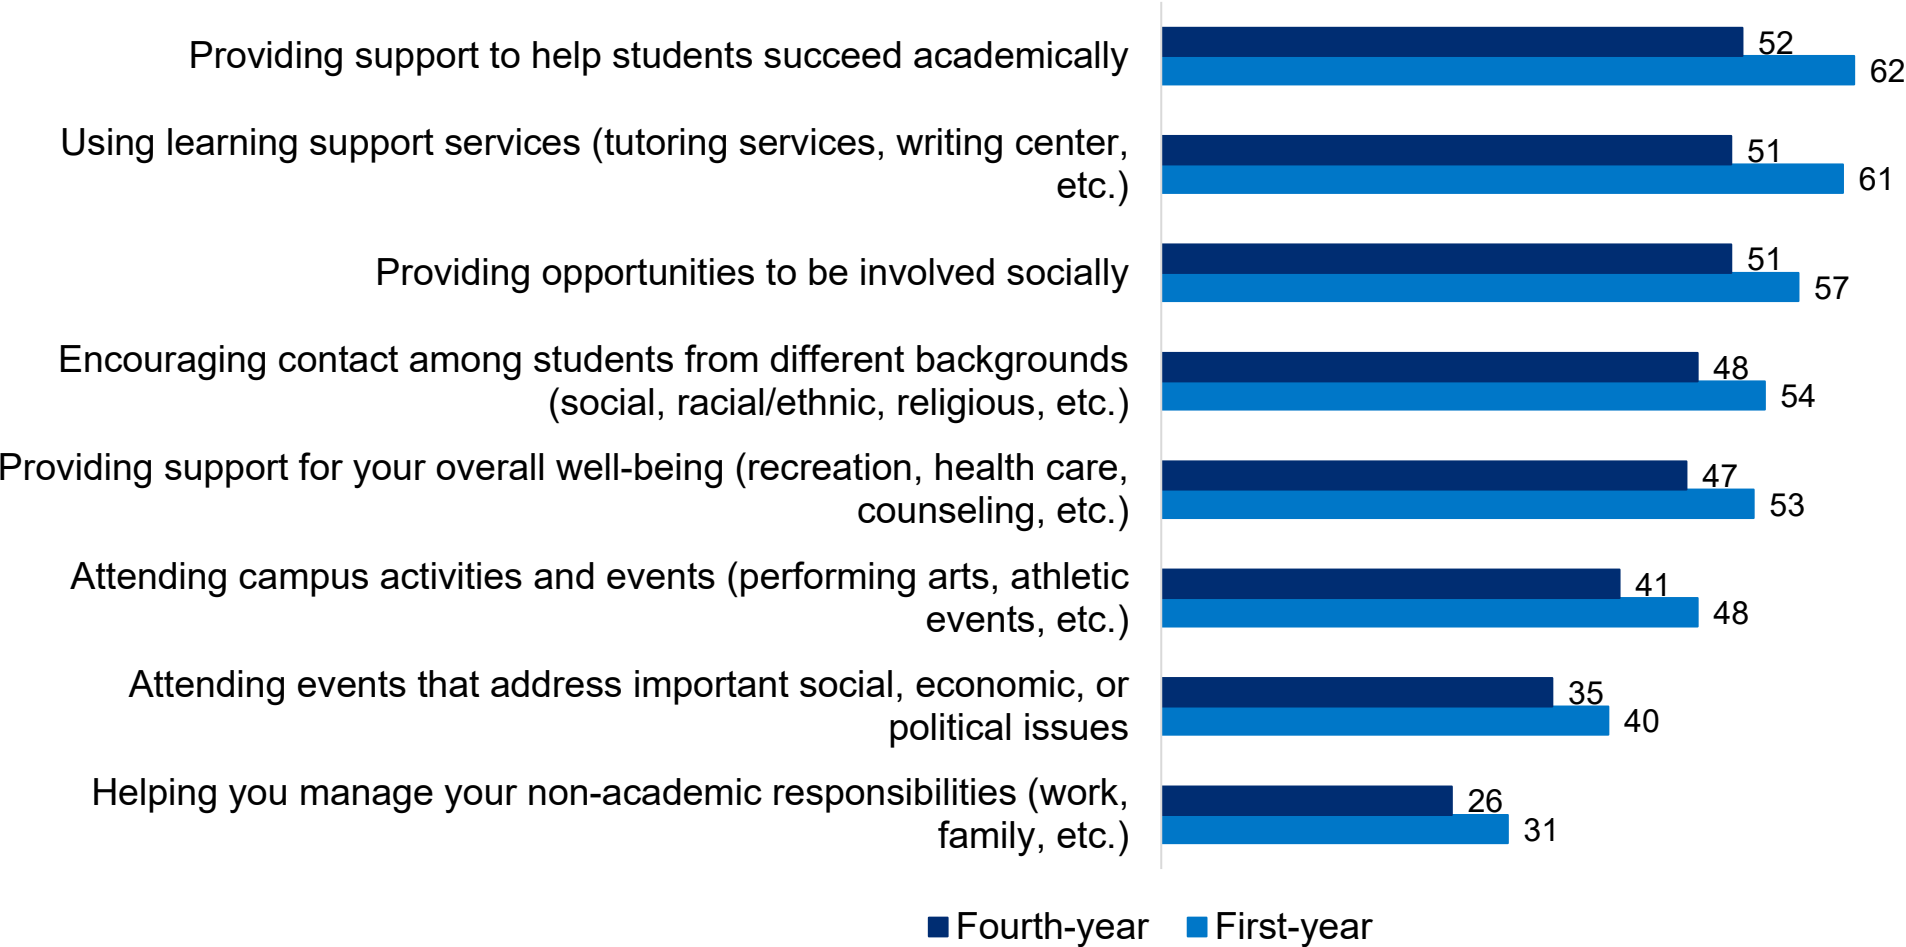 Providing support to help students succeed academically
52
62
Using learning support services (tutoring services, writing center,
etc.)
51
61
Providing opportunities to be involved socially
51
57
Encouraging contact among students from different backgrounds
(social, racial/ethnic, religious, etc.)
48
54
Providing support for your overall well-being (recreation, health care,
counseling, etc.)
47
53
Attending campus activities and events (performing arts, athletic
events, etc.)
41
48
Attending events that address important social, economic, or
political issues
35
40
Helping you manage your non-academic responsibilities (work,
family, etc.)
26
31
Fourth-year First-year